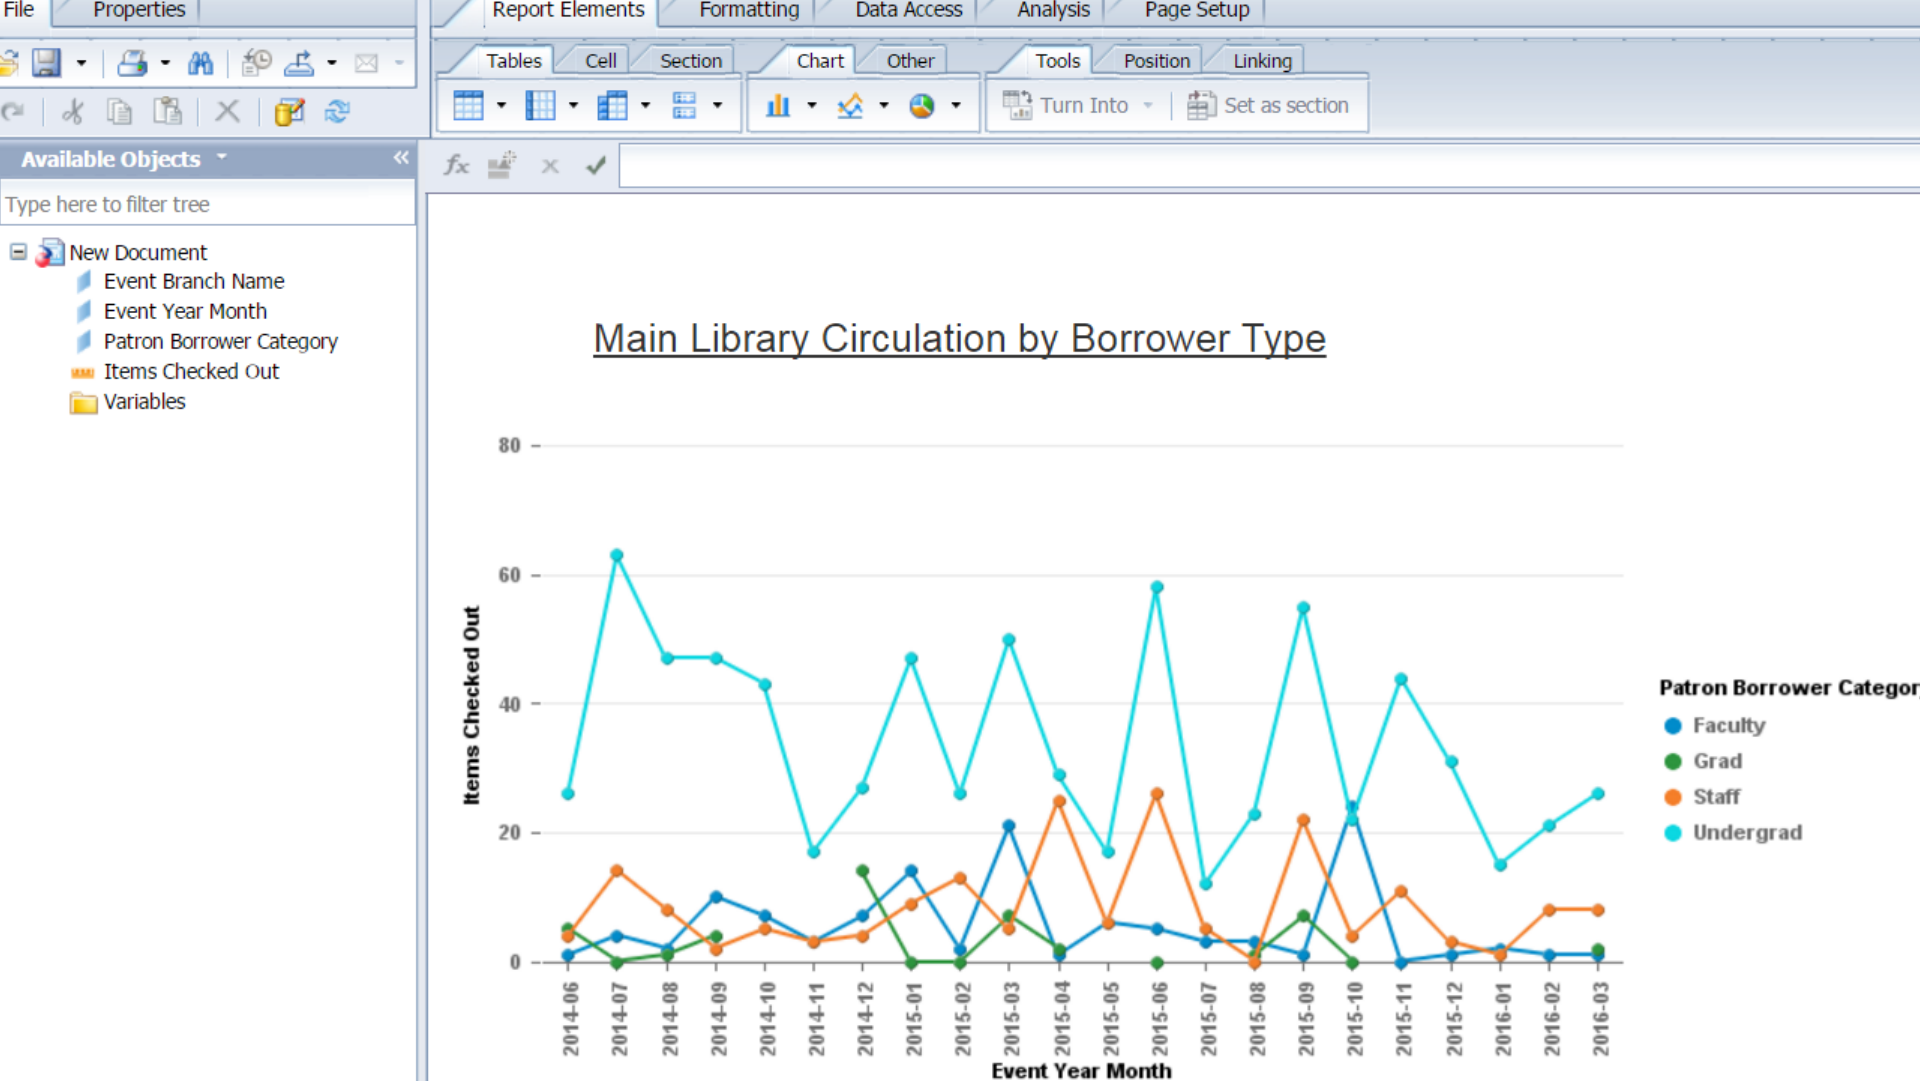 File Properties Report Elements Formatting Data Access Analysis Page Setup
Tables Cell Section Chart Other Tools Position Linking
Turn Into Set as section
Available Objects
Type here to filter tree
New Document
Event Branch Name
Event Year Month
Patron Borrower Category
Items Checked Out
Variables
fx
Main Library Circulation by Borrower Type
80
60
40
20
0
Items Checked Out
2014-06 2014-07 2014-08 2014-09 2014-10 2014-11 2014-12 2015-01 2015-02 2015-03 2015-04 2015-05 2015-06 2015-07 2015-08 2015-09 2015-10 2015-11 2015-12 2016-01 2016-02 2016-03
Event Year Month
Patron Borrower Categor
Faculty
Grad
Staff
Undergrad